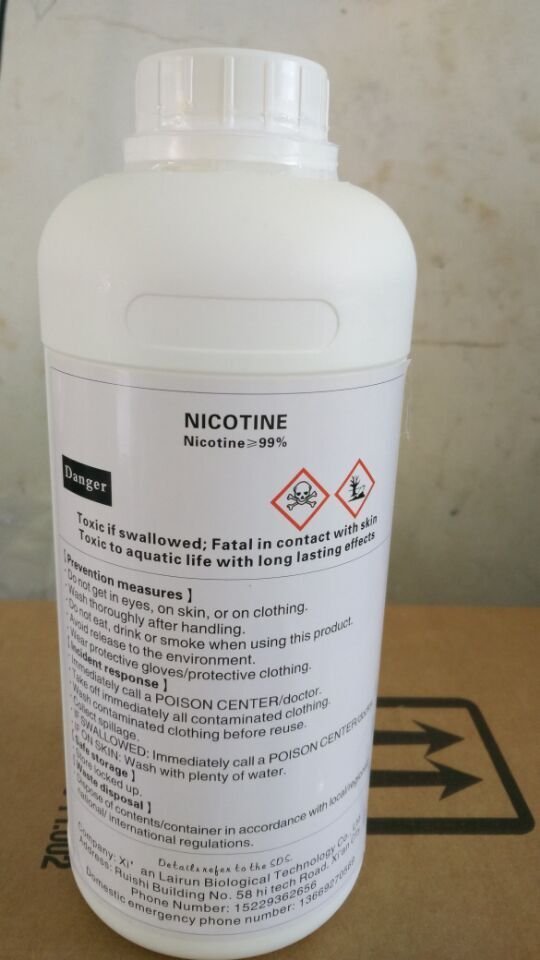 NICOTINE
Nicotine≥99%
Danger
Toxic if swallowed; Fatal in contact with skin
Toxic to aquatic life with long lasting effects
【Prevention measures】
·Do not get in eyes, on skin, or on clothing.
·Wash thoroughly after handling.
·Do not eat, drink or smoke when using this product.
·Avoid release to the environment.
·Wear protective gloves/protective clothing.
【Incident response】
·Immediately call a POISON CENTER/doctor.
·Take off immediately all contaminated clothing.
·Wash contaminated clothing before reuse.
·Collect spillage.
·IF SWALLOWED: Immediately call a POISON CENTER/doctor.
·IF ON SKIN: Wash with plenty of water.
【Safe storage】
·Store locked up.
【Waste disposal】
·Dispose of contents/container in accordance with local/regional/
national/ international regulations.
Details refer to the SDS.
Company: Xi' an Lairun Biological Technology Co., Ltd
Address: Ruishi Building No. 58 hi tech Road, Xi'an
Phone Number: 15229362656
Domestic emergency phone number: 13669270568